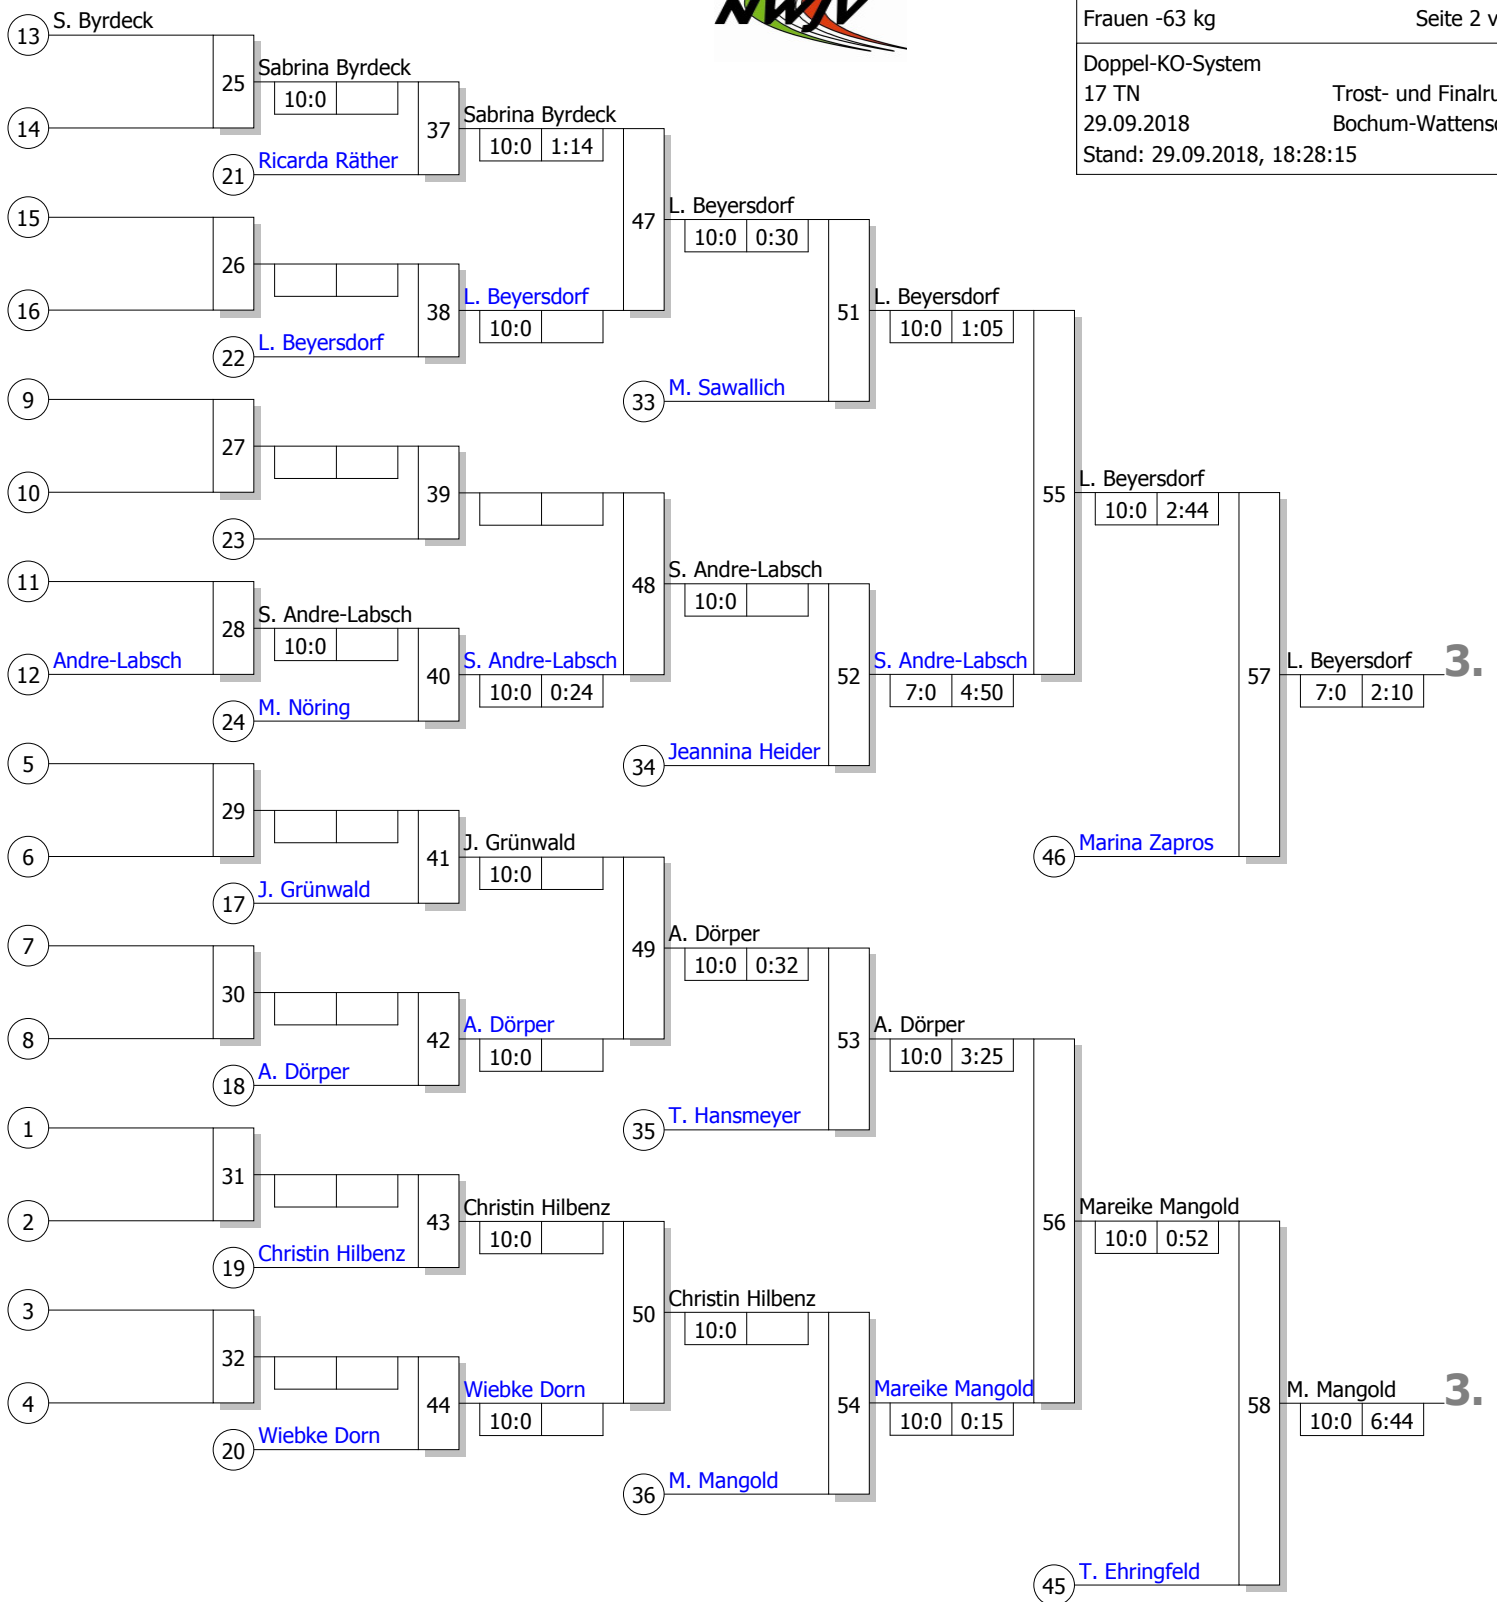 NWJV
Frauen -63 kg Seite 2 v
Doppel-KO-System
17 TN Trost- und Finalru
29.09.2018 Bochum-Wattens
Stand: 29.09.2018, 18:28:15
13 S. Byrdeck
25 Sabrina Byrdeck
10:0
14
37 Sabrina Byrdeck
10:0 1:14
21 Ricarda Räther
15
47 L. Beyersdorf
10:0 0:30
26
16
38 L. Beyersdorf
10:0
22 L. Beyersdorf
51 L. Beyersdorf
10:0 1:05
33 M. Sawallich
9
27
10
39
23
55 L. Beyersdorf
10:0 2:44
11
28 S. Andre-Labsch
10:0
12 Andre-Labsch
48 S. Andre-Labsch
10:0
40 S. Andre-Labsch
10:0 0:24
24 M. Nöring
52 S. Andre-Labsch
7:0 4:50
34 Jeannina Heider
57 L. Beyersdorf 3.
7:0 2:10
46 Marina Zapros
5
29
6
41 J. Grünwald
10:0
17 J. Grünwald
7
49 A. Dörper
10:0 0:32
30
8
42 A. Dörper
10:0
18 A. Dörper
53 A. Dörper
10:0 3:25
35 T. Hansmeyer
1
31
2
43 Christin Hilbenz
10:0
19 Christin Hilbenz
56 Mareike Mangold
10:0 0:52
3
50 Christin Hilbenz
10:0
32
4
44 Wiebke Dorn
10:0
20 Wiebke Dorn
54 Mareike Mangold
10:0 0:15
36 M. Mangold
58 M. Mangold 3.
10:0 6:44
45 T. Ehringfeld